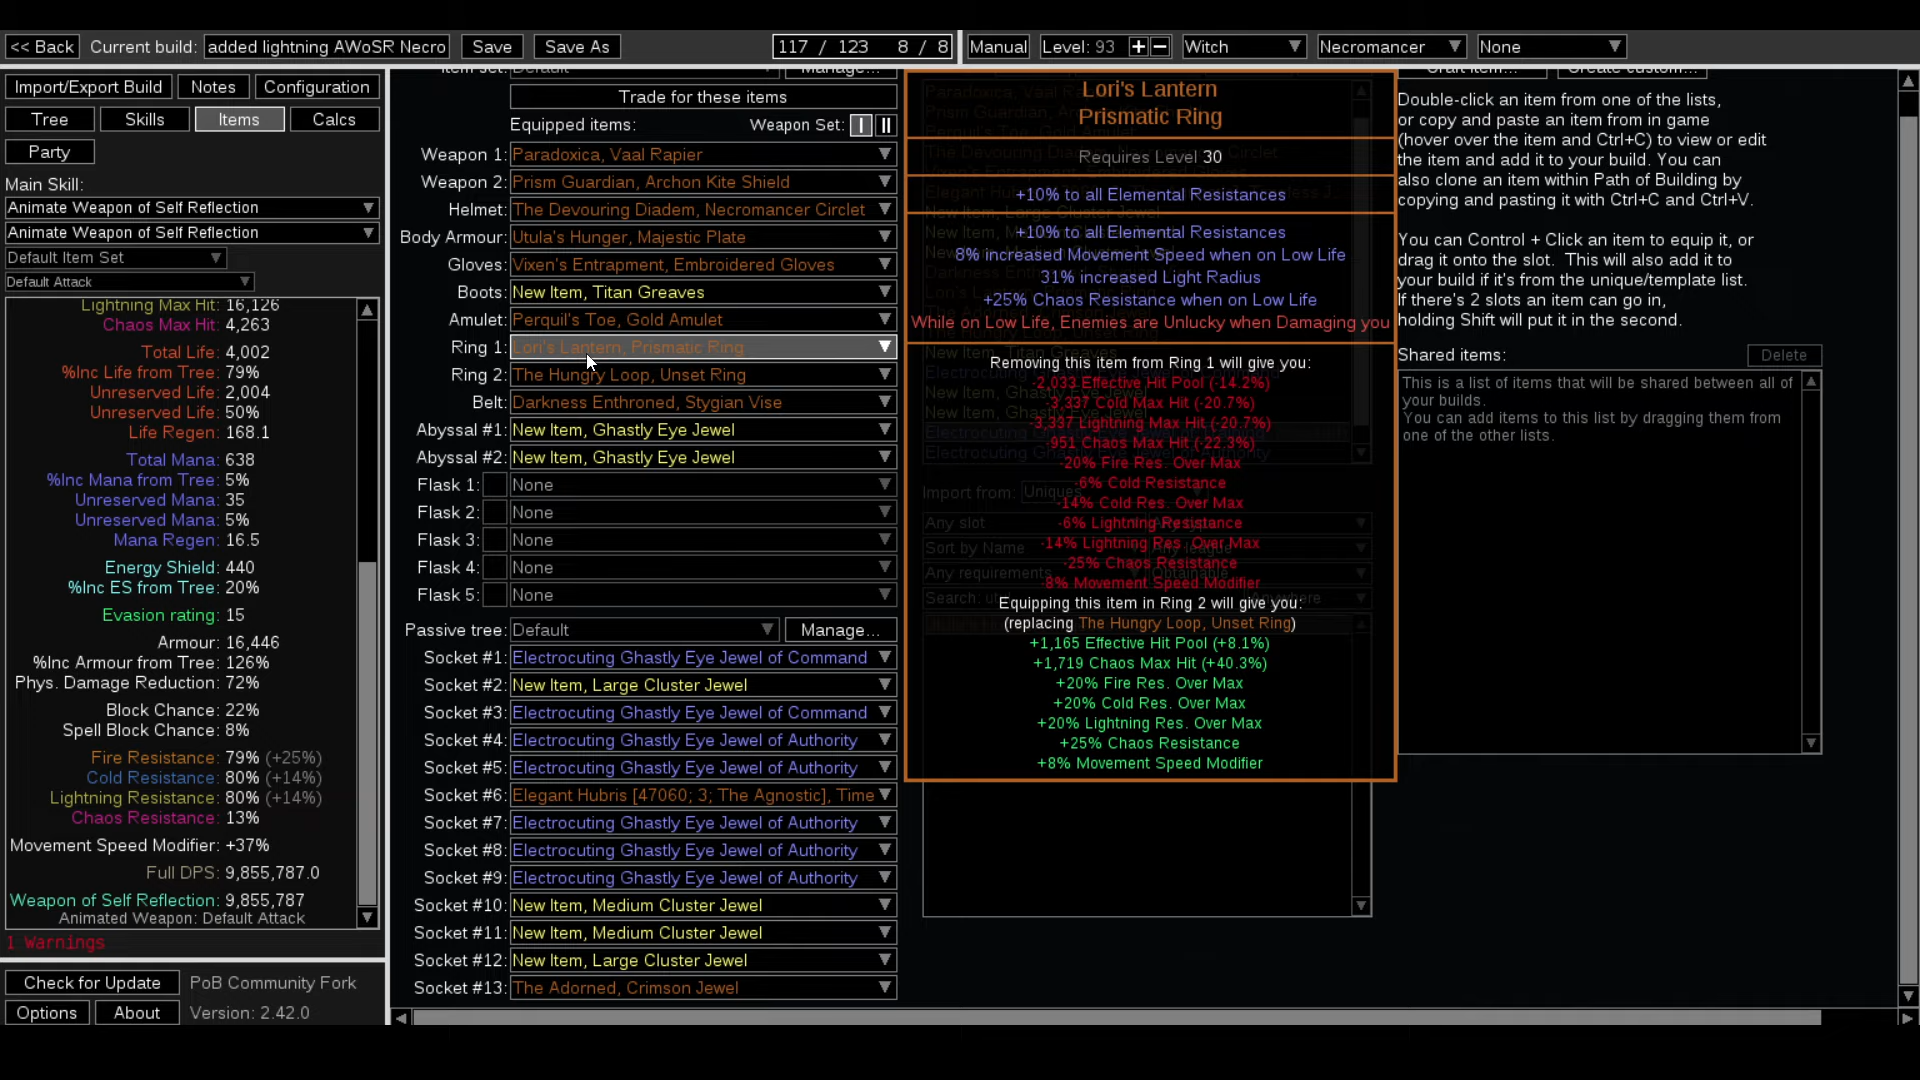 << Back
Current build:
added lightning AWoSR Necro
Save
Save As
117 / 123 8 / 8
Manual
Level: 93
Witch
Necromancer
None
Import/Export Build
Notes
Configuration
Tree
Skills
Items
Calcs
Party
Main Skill:
Animate Weapon of Self Reflection
Animate Weapon of Self Reflection
Default Item Set
Default Attack
Lightning Max Hit: 16,126
Chaos Max Hit: 4,263
Total Life: 4,002
%Inc Life from Tree: 79%
Unreserved Life: 2,004
Unreserved Life: 50%
Life Regen: 168.1
Total Mana: 638
%Inc Mana from Tree: 5%
Unreserved Mana: 35
Unreserved Mana: 5%
Mana Regen: 16.5
Energy Shield: 440
%Inc ES from Tree: 20%
Evasion rating: 15
Armour: 16,446
%Inc Armour from Tree: 126%
Phys. Damage Reduction: 72%
Block Chance: 22%
Spell Block Chance: 8%
Fire Resistance: 79% (+25%)
Cold Resistance: 80% (+14%)
Lightning Resistance: 80% (+14%)
Chaos Resistance: 13%
Movement Speed Modifier: +37%
Full DPS: 9,855,787.0
Weapon of Self Reflection: 9,855,787
Animated Weapon: Default Attack
1 Warnings
Check for Update
PoB Community Fork
Options
About
Version: 2.42.0
Item set: Default
Manage...
Trade for these items
Equipped items:
Weapon Set: I II
Weapon 1: Paradoxica, Vaal Rapier
Weapon 2: Prism Guardian, Archon Kite Shield
Helmet: The Devouring Diadem, Necromancer Circlet
Body Armour: Utula's Hunger, Majestic Plate
Gloves: Vixen's Entrapment, Embroidered Gloves
Boots: New Item, Titan Greaves
Amulet: Perquil's Toe, Gold Amulet
Ring 1: Lori's Lantern, Prismatic Ring
Ring 2: The Hungry Loop, Unset Ring
Belt: Darkness Enthroned, Stygian Vise
Abyssal #1: New Item, Ghastly Eye Jewel
Abyssal #2: New Item, Ghastly Eye Jewel
Flask 1: None
Flask 2: None
Flask 3: None
Flask 4: None
Flask 5: None
Passive tree: Default
Manage...
Socket #1: Electrocuting Ghastly Eye Jewel of Command
Socket #2: New Item, Large Cluster Jewel
Socket #3: Electrocuting Ghastly Eye Jewel of Command
Socket #4: Electrocuting Ghastly Eye Jewel of Authority
Socket #5: Electrocuting Ghastly Eye Jewel of Authority
Socket #6: Elegant Hubris [47060; 3; The Agnostic], Time
Socket #7: Electrocuting Ghastly Eye Jewel of Authority
Socket #8: Electrocuting Ghastly Eye Jewel of Authority
Socket #9: Electrocuting Ghastly Eye Jewel of Authority
Socket #10: New Item, Medium Cluster Jewel
Socket #11: New Item, Medium Cluster Jewel
Socket #12: New Item, Large Cluster Jewel
Socket #13: The Adorned, Crimson Jewel
Lori's Lantern
Prismatic Ring
Requires Level 30
+10% to all Elemental Resistances
+10% to all Elemental Resistances
8% increased Movement Speed when on Low Life
31% increased Light Radius
+25% Chaos Resistance when on Low Life
While on Low Life, Enemies are Unlucky when Damaging you
Removing this item from Ring 1 will give you:
-2,033 Effective Hit Pool (-14.2%)
-3,337 Cold Max Hit (-20.7%)
-3,337 Lightning Max Hit (-20.7%)
-951 Chaos Max Hit (-22.3%)
-20% Fire Res. Over Max
-6% Cold Resistance
-14% Cold Res. Over Max
-6% Lightning Resistance
-14% Lightning Res. Over Max
-25% Chaos Resistance
-8% Movement Speed Modifier
Equipping this item in Ring 2 will give you:
(replacing The Hungry Loop, Unset Ring)
+1,165 Effective Hit Pool (+8.1%)
+1,719 Chaos Max Hit (+40.3%)
+20% Fire Res. Over Max
+20% Cold Res. Over Max
+20% Lightning Res. Over Max
+25% Chaos Resistance
+8% Movement Speed Modifier
Import from: Uniques
Any slot
Sort by Name
Any requirements
Obtainable
Search:
Anywhere
Craft item...
Create custom...
Double-click an item from one of the lists,
or copy and paste an item from in game
(hover over the item and Ctrl+C) to view or edit
the item and add it to your build. You can
also clone an item within Path of Building by
copying and pasting it with Ctrl+C and Ctrl+V.
You can Control + Click an item to equip it, or
drag it onto the slot. This will also add it to
your build if it's from the unique/template list.
If there's 2 slots an item can go in,
holding Shift will put it in the second.
Shared items:
Delete
This is a list of items that will be shared between all of
your builds.
You can add items to this list by dragging them from
one of the other lists.